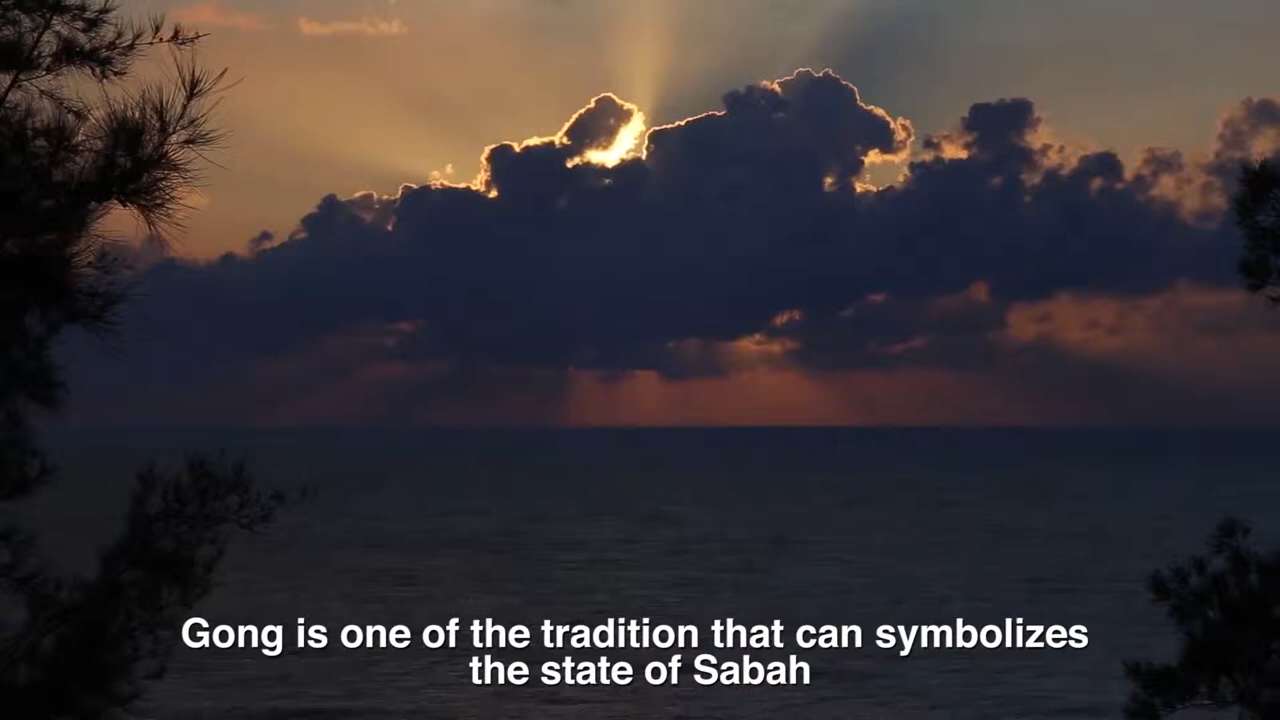 Gong is one of the tradition that can symbolizes
the state of Sabah